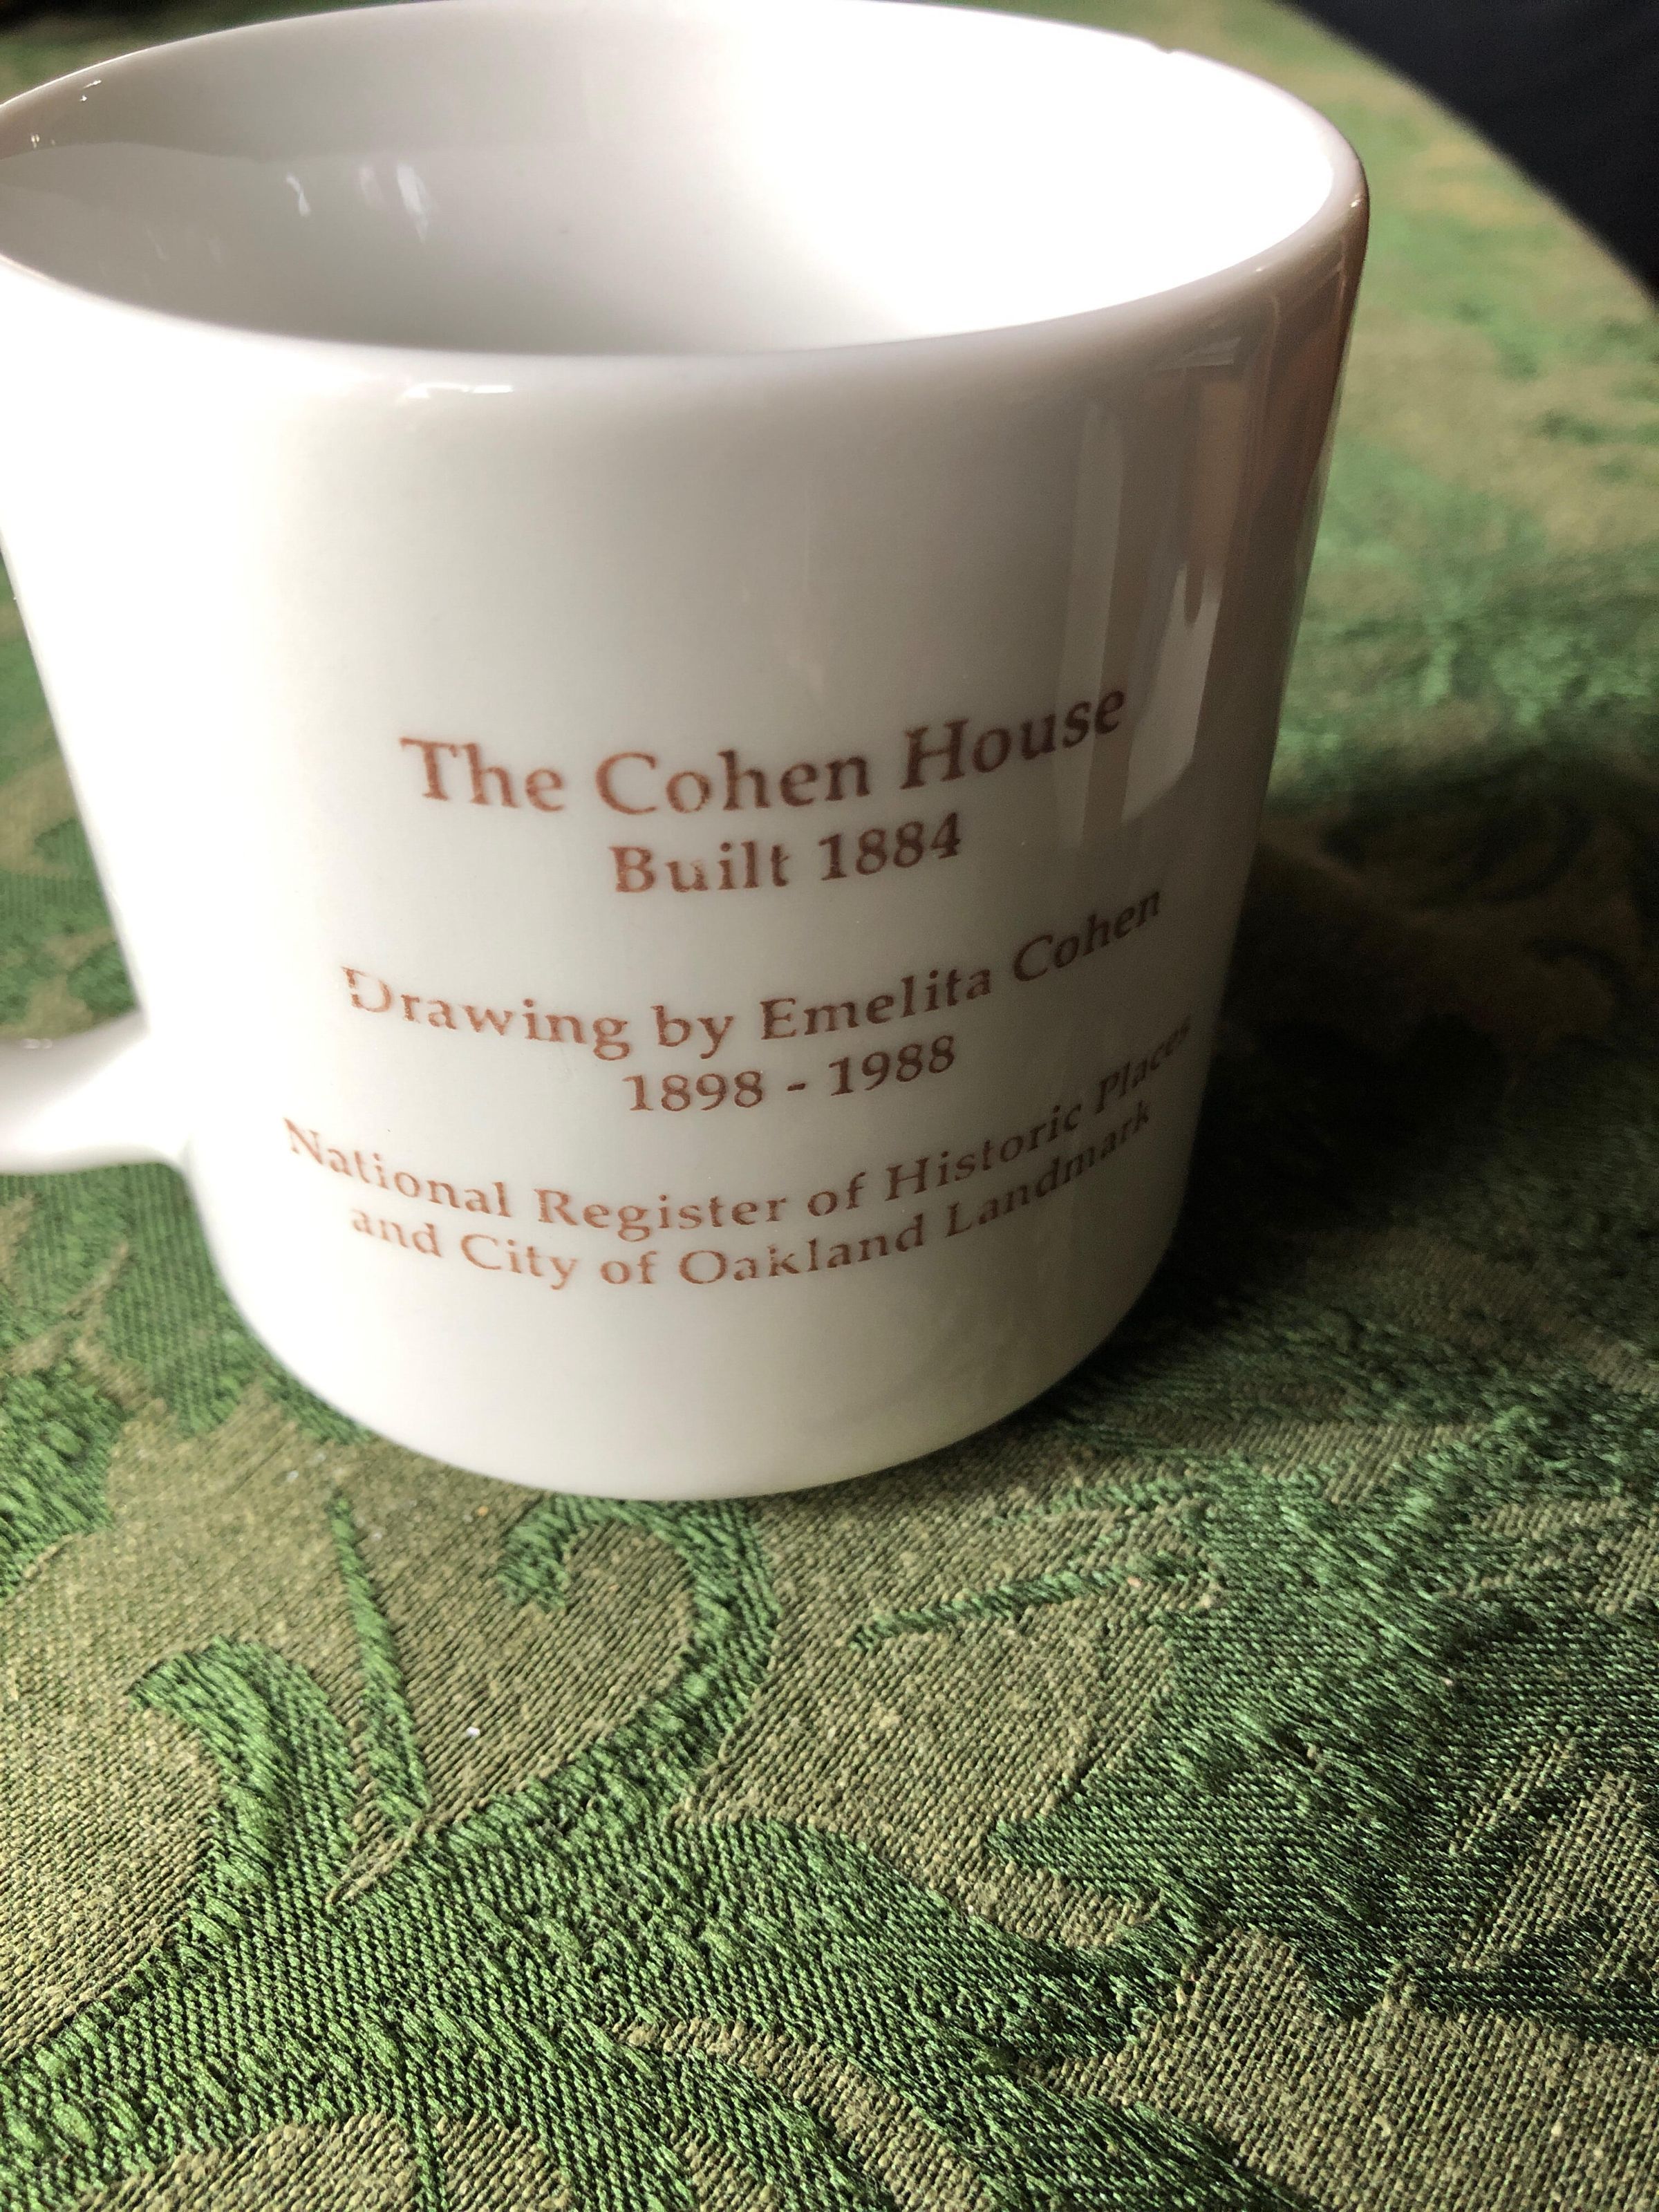 The Cohen House
Built 1884
Drawing by Emelita Cohen
1898 - 1988
National Register of Historic Places
and City of Oakland Landmark